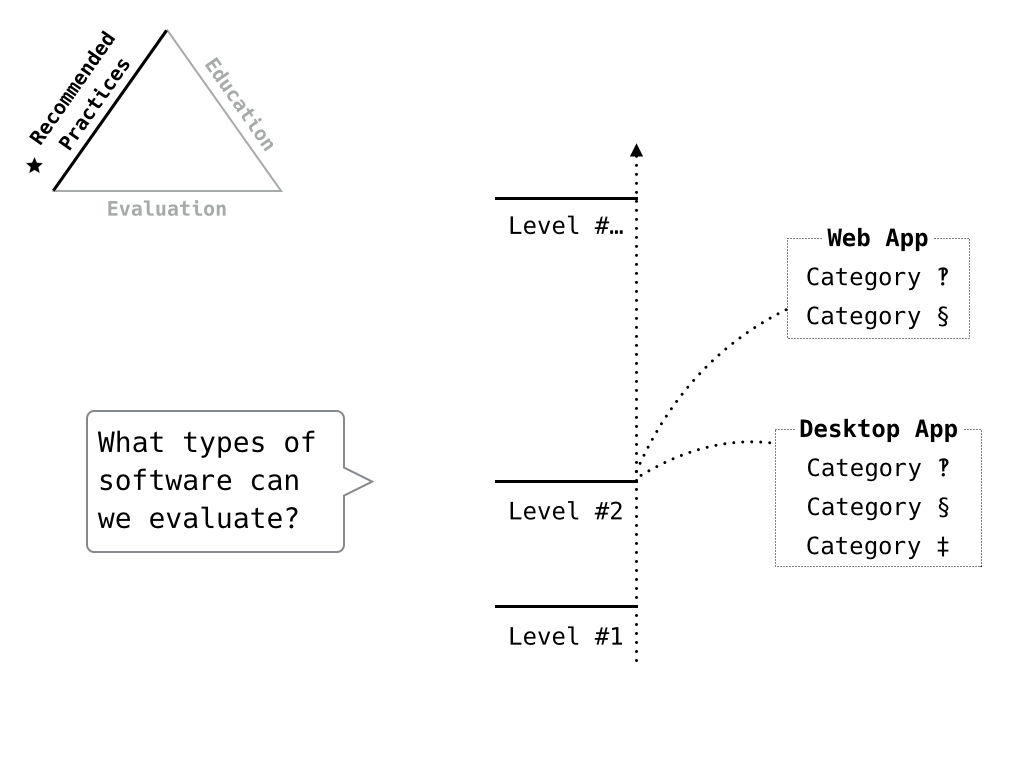 ★ Recommended
Practices
Education
Evaluation
Level #…
Web App
Category ‽
Category §
What types of
software can
we evaluate?
Level #2
Desktop App
Category ‽
Category §
Category ‡
Level #1